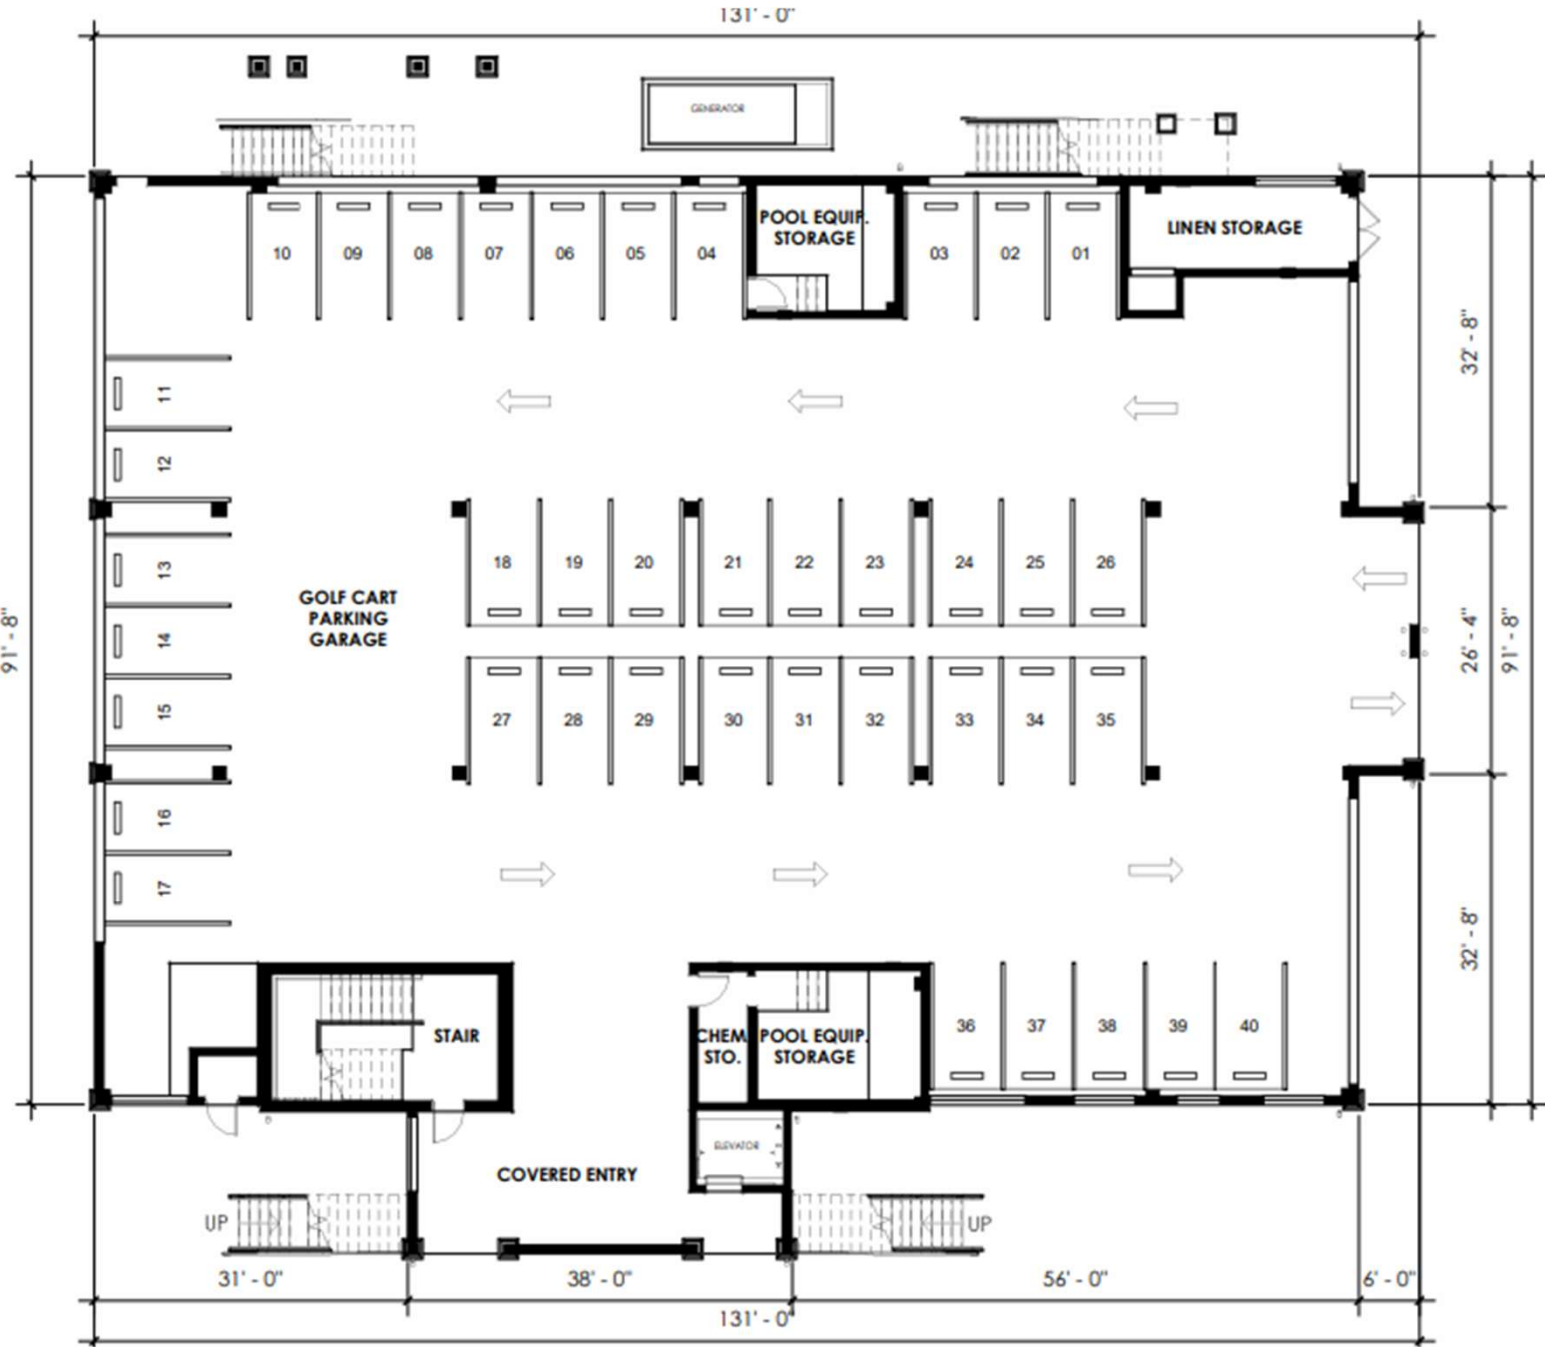 131' - 0"
GENERATOR
POOL EQUIP.
STORAGE
LINEN STORAGE
10 09 08 07 06 05 04 03 02 01
32' - 8"
11
12
13
14
15
16
17
18 19 20 21 22 23 24 25 26
GOLF CART
PARKING
GARAGE
91' - 8"
26' - 4"
91' - 8"
27 28 29 30 31 32 33 34 35
32' - 8"
STAIR
CHEM
STO.
POOL EQUIP.
STORAGE
36 37 38 39 40
ELEVATOR
COVERED ENTRY
UP
UP
31' - 0"
38' - 0"
56' - 0"
6' - 0"
131' - 0"